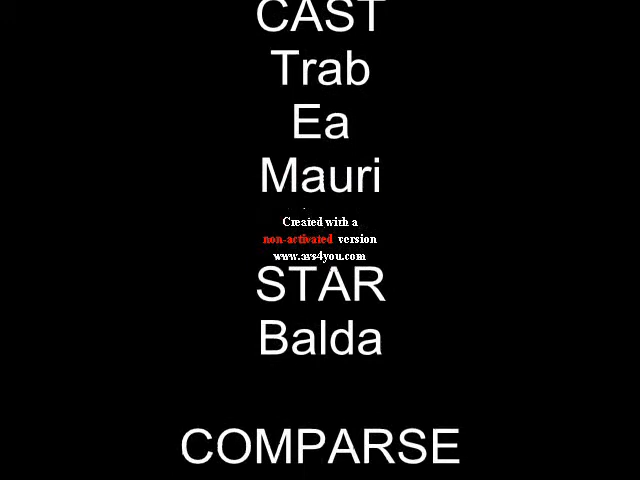 CAST
Trab
Ea
Mauri
Created with a
non-activated version
www.avs4you.com
STAR
Balda
COMPARSE